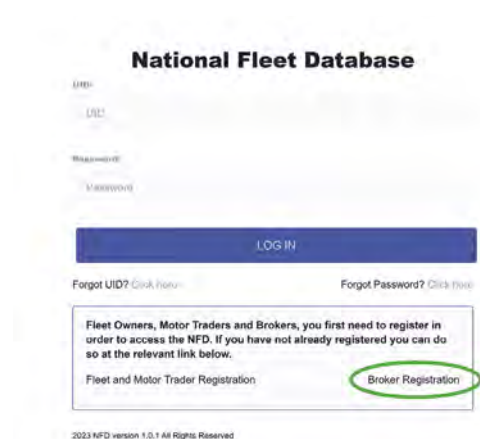 National Fleet Database
UID
UID
Password
Password
LOG IN
Forgot UID? Click here
Forgot Password? Click here
Fleet Owners, Motor Traders and Brokers, you first need to register in
order to access the NFD. If you have not already registered you can do
so at the relevant link below.
Fleet and Motor Trader Registration
Broker Registration
2023 NFD version 1.0.1 All Rights Reserved